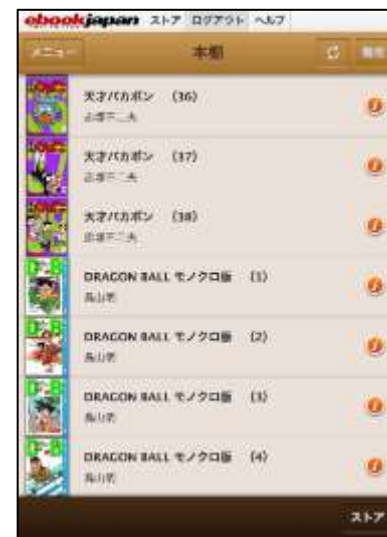 ebookjapan ストア ログアウト ヘルプ
メニュー 本棚
天才バカボン (36)
赤塚不二夫
天才バカボン (37)
赤塚不二夫
天才バカボン (38)
赤塚不二夫
DRAGON BALL モノクロ版 (1)
鳥山明
DRAGON BALL モノクロ版 (2)
鳥山明
DRAGON BALL モノクロ版 (3)
鳥山明
DRAGON BALL モノクロ版 (4)
鳥山明
ストア